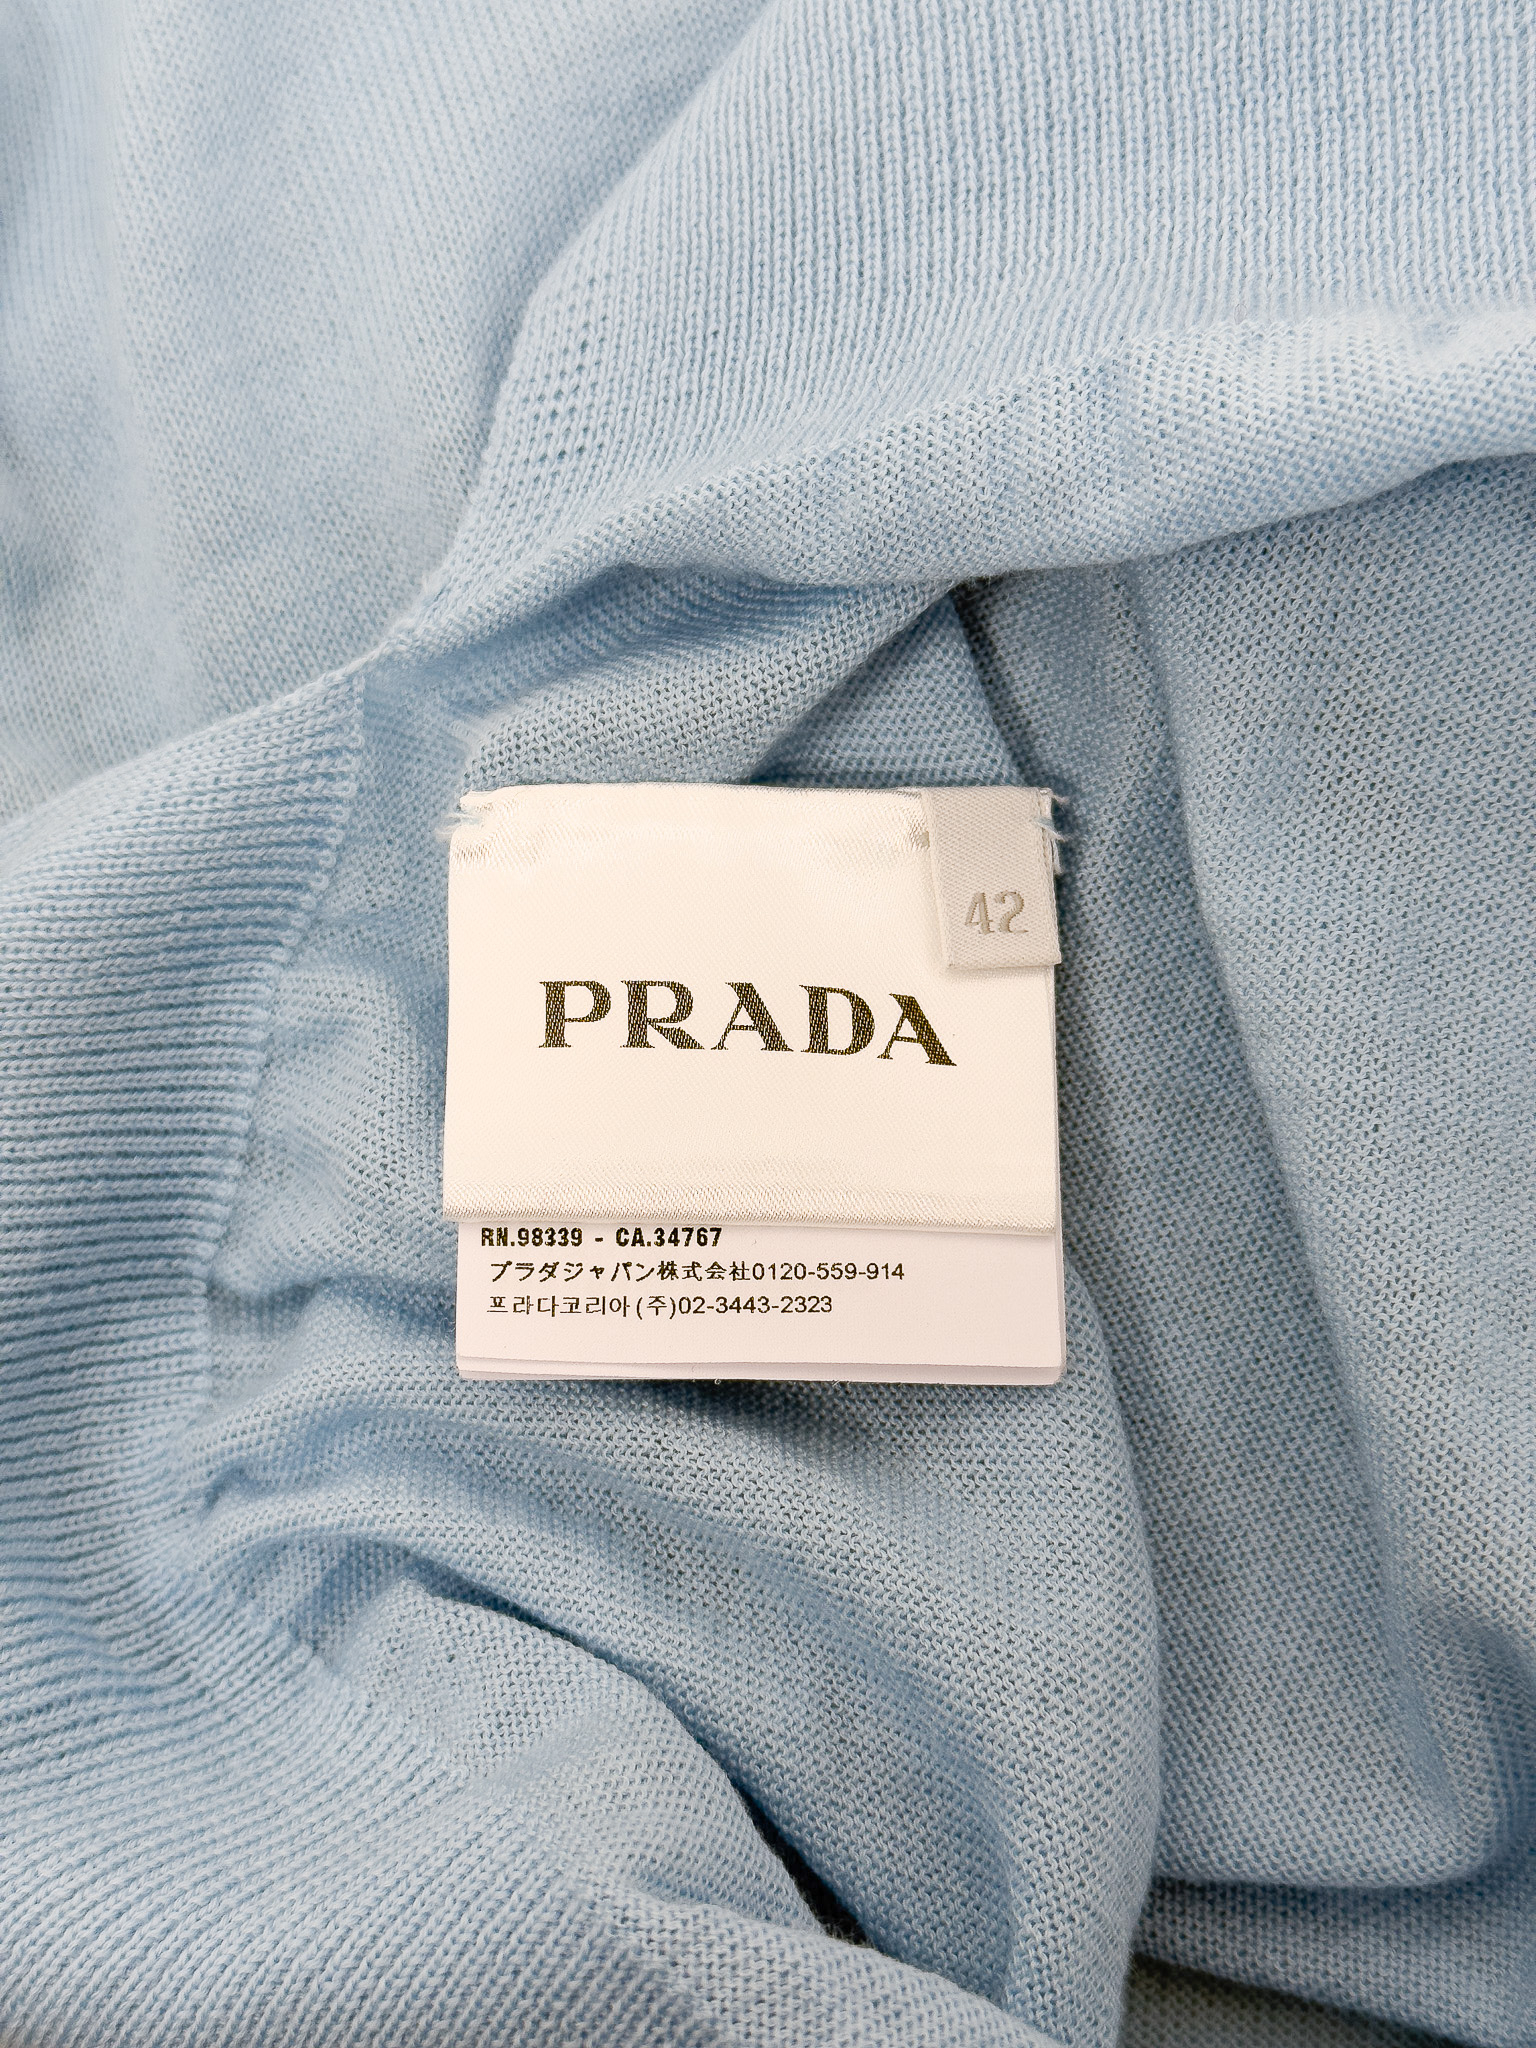 42
PRADA
RN.98339 - CA.34767
プラダジャパン株式会社0120-559-914
프라다코리아(주)02-3443-2323